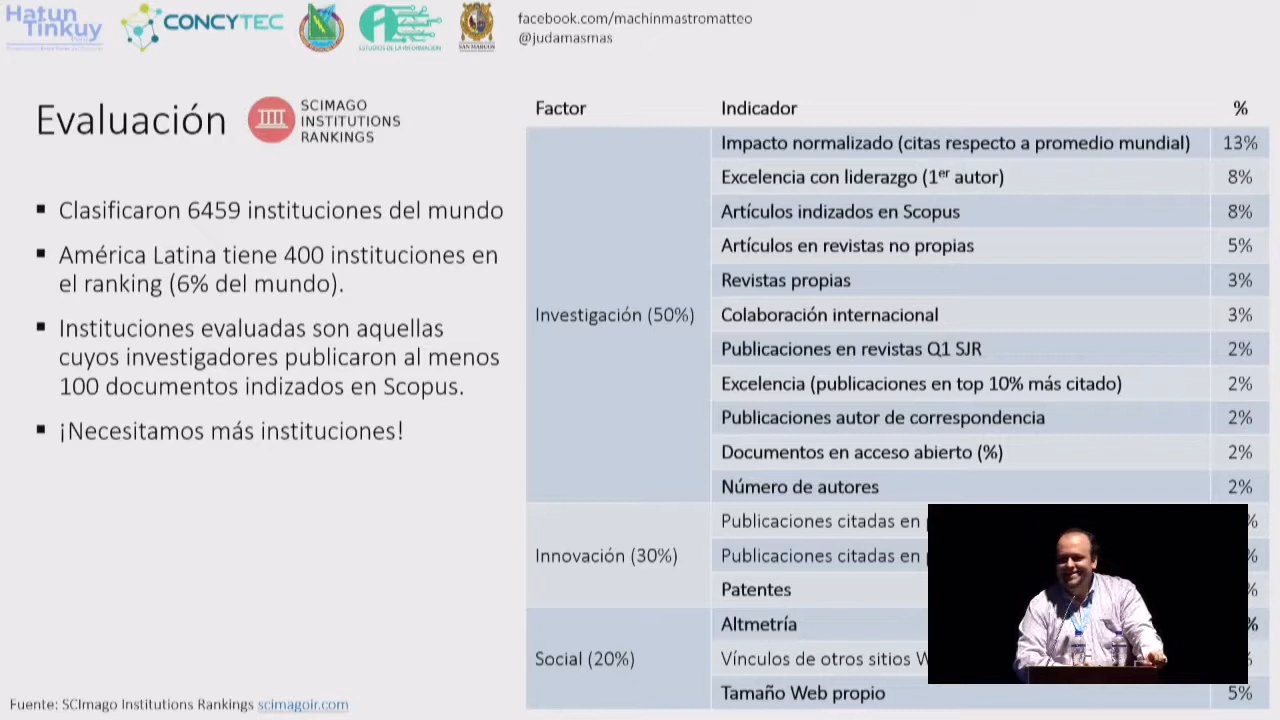 Hatun
Tinkuy
CONCYTEC
ESTUDIOS DE LA INFORMACIÓN
SAN MARCOS
facebook.com/machinmastromatteo
@judamasmas
Evaluación
SCIMAGO
INSTITUTIONS
RANKINGS
▪ Clasificaron 6459 instituciones del mundo
▪ América Latina tiene 400 instituciones en
el ranking (6% del mundo).
▪ Instituciones evaluadas son aquellas
cuyos investigadores publicaron al menos
100 documentos indizados en Scopus.
▪ ¡Necesitamos más instituciones!
Factor Indicador %
Investigación (50%)
Impacto normalizado (citas respecto a promedio mundial) 13%
Excelencia con liderazgo (1er autor) 8%
Artículos indizados en Scopus 8%
Artículos en revistas no propias 5%
Revistas propias 3%
Colaboración internacional 3%
Publicaciones en revistas Q1 SJR 2%
Excelencia (publicaciones en top 10% más citado) 2%
Publicaciones autor de correspondencia 2%
Documentos en acceso abierto (%) 2%
Número de autores 2%
Innovación (30%)
Publicaciones citadas en %
Publicaciones citadas en %
Patentes
Social (20%)
Altmetría %
Vínculos de otros sitios
Tamaño Web propio 5%
Fuente: SCImago Institutions Rankings scimagoir.com